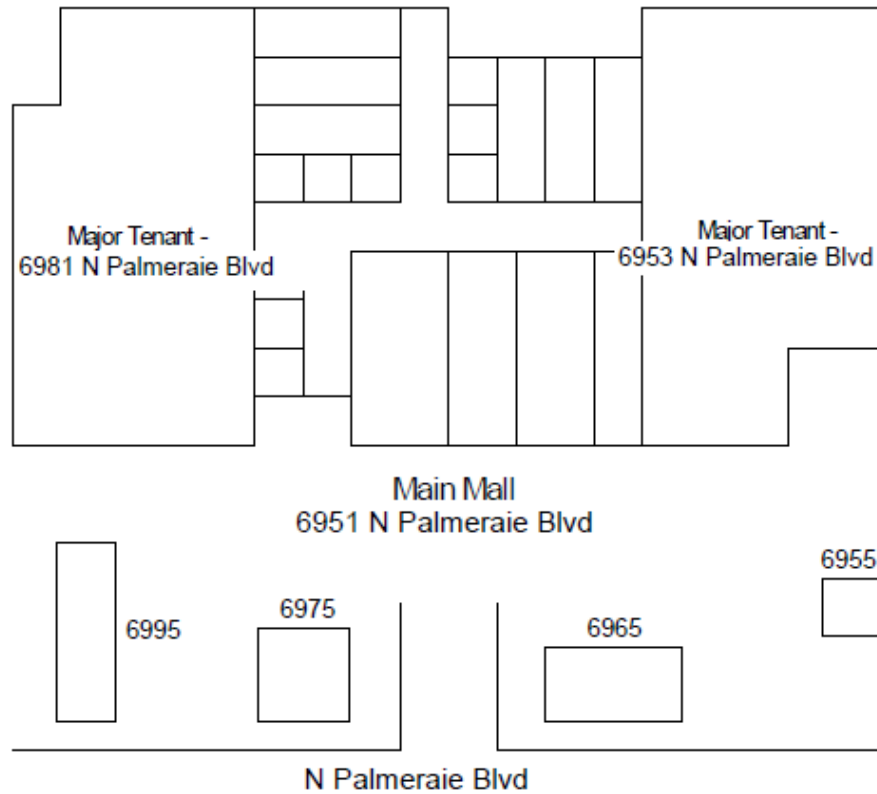 Major Tenant -
6981 N Palmeraie Blvd
Major Tenant -
6953 N Palmeraie Blvd
Main Mall
6951 N Palmeraie Blvd
6995
6975
6965
6955
N Palmeraie Blvd